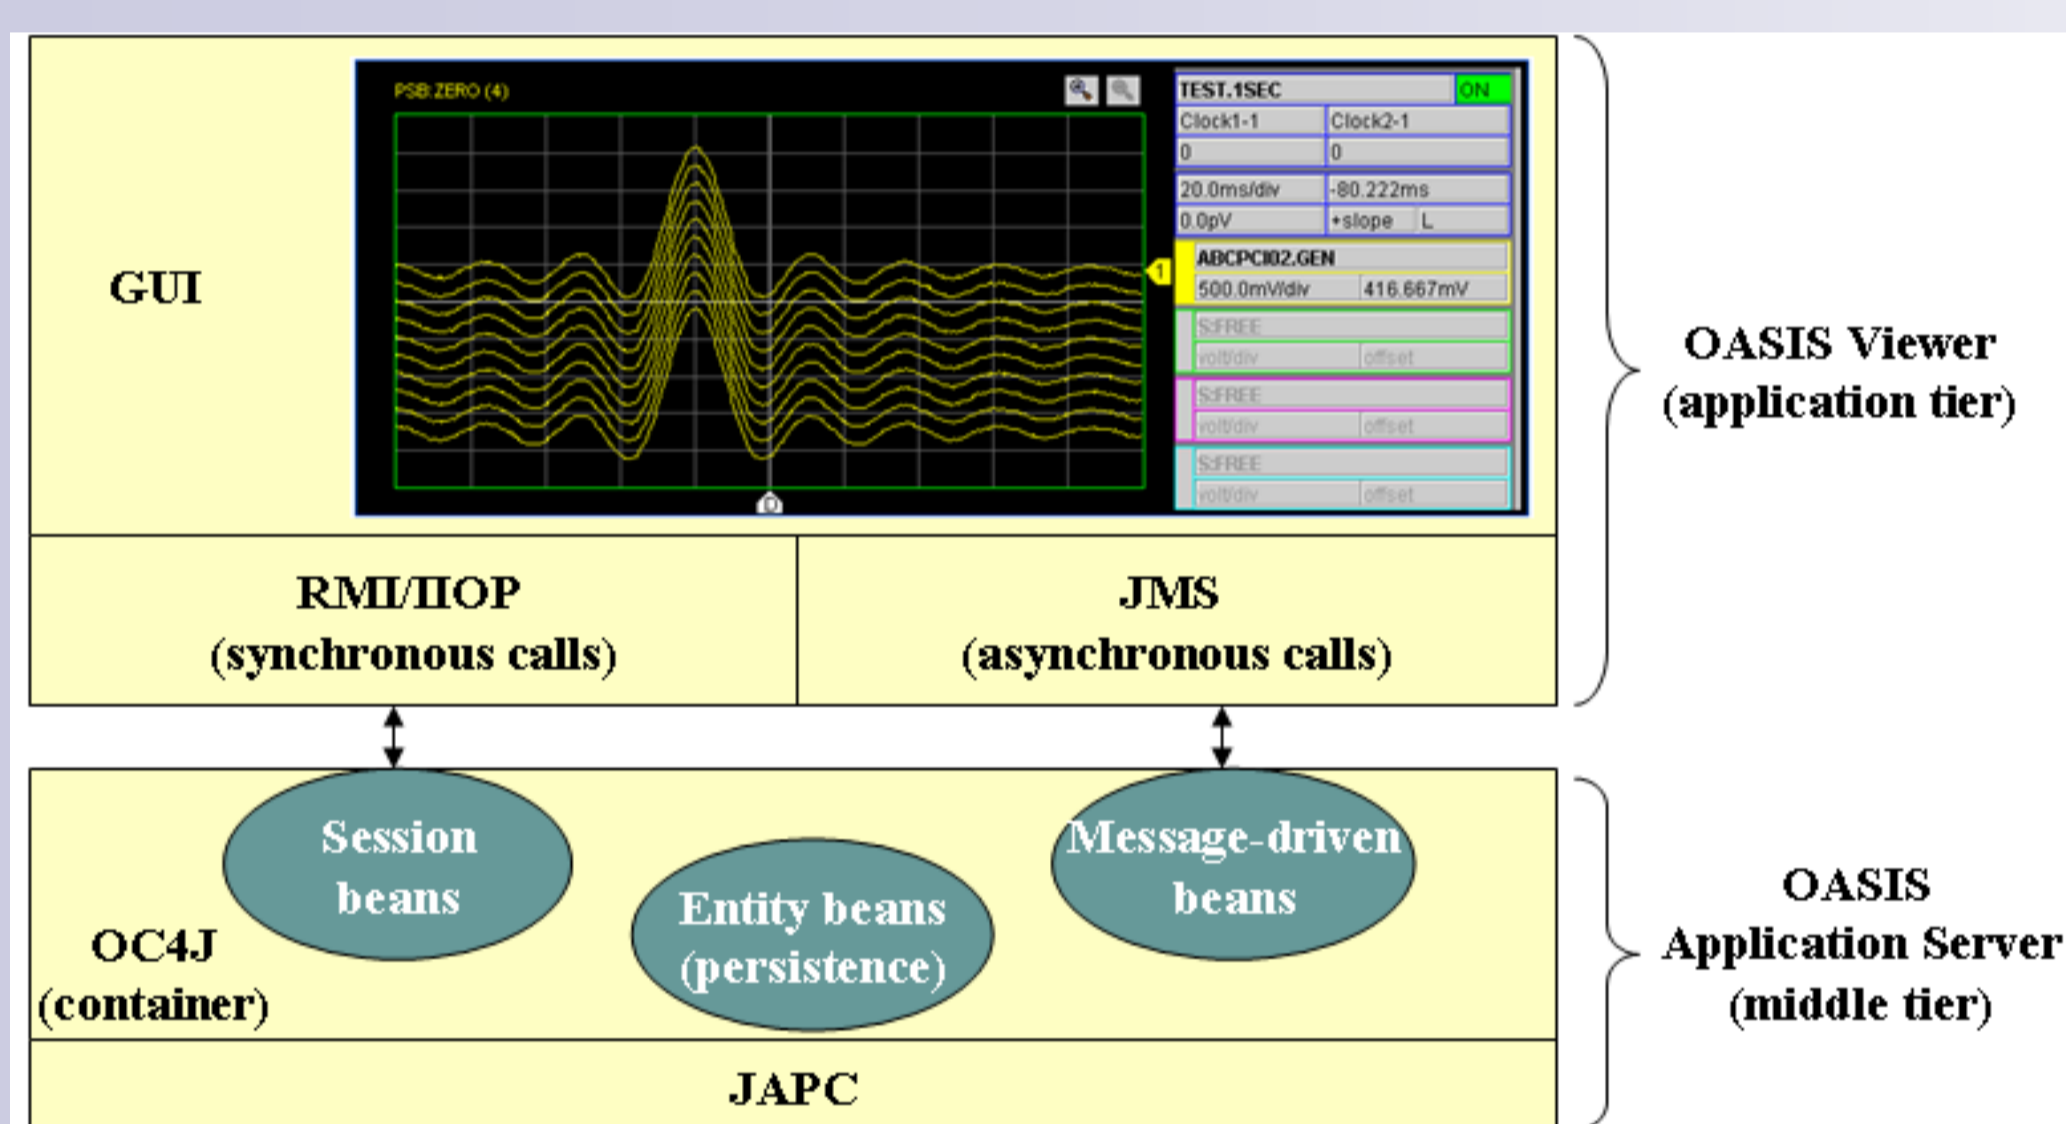 PSB:ZERO (4)
TEST.1SEC ON
Clock1-1 Clock2-1
0 0
20.0ms/div -80.222ms
0.0pV +slope L
ABCPCI02.GEN
500.0mV/div 416.667mV
S:FREE
volt/div offset
S:FREE
volt/div offset
S:FREE
volt/div offset
1
D
GUI
OASIS Viewer
(application tier)
RMI/IIOP
(synchronous calls)
JMS
(asynchronous calls)
Session
beans
Entity beans
(persistence)
Message-driven
beans
OC4J
(container)
JAPC
OASIS
Application Server
(middle tier)